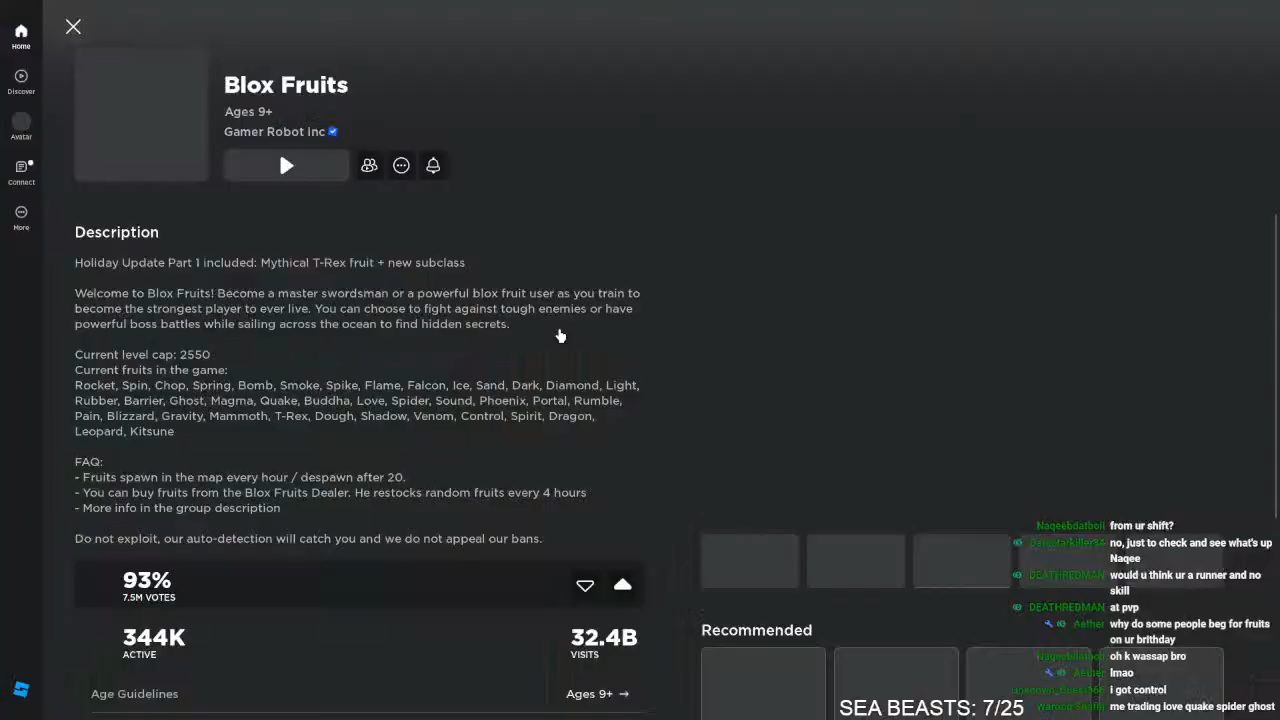 Home
Discover
Avatar
Connect
More
Blox Fruits
Ages 9+
Gamer Robot Inc
Description
Holiday Update Part 1 included: Mythical T-Rex fruit + new subclass
Welcome to Blox Fruits! Become a master swordsman or a powerful blox fruit user as you train to
become the strongest player to ever live. You can choose to fight against tough enemies or have
powerful boss battles while sailing across the ocean to find hidden secrets.
Current level cap: 2550
Current fruits in the game:
Rocket, Spin, Chop, Spring, Bomb, Smoke, Spike, Flame, Falcon, Ice, Sand, Dark, Diamond, Light,
Rubber, Barrier, Ghost, Magma, Quake, Buddha, Love, Spider, Sound, Phoenix, Portal, Rumble,
Pain, Blizzard, Gravity, Mammoth, T-Rex, Dough, Shadow, Venom, Control, Spirit, Dragon,
Leopard, Kitsune
FAQ:
- Fruits spawn in the map every hour / despawn after 20.
- You can buy fruits from the Blox Fruits Dealer. He restocks random fruits every 4 hours
- More info in the group description
Do not exploit, our auto-detection will catch you and we do not appeal our bans.
93%
7.5M VOTES
344K
ACTIVE
32.4B
VISITS
Age Guidelines
Ages 9+ →
Recommended
Naqeebdatboii from ur shift?
no, just to check and see what's up
Naqee
DEATHREDMAN would u think ur a runner and no
skill
DEATHREDMAN at pvp
Aether why do some people beg for fruits
on ur brithday
oh k wassap bro
Aether lmao
i got control
me trading love quake spider ghost
SEA BEASTS: 7/25